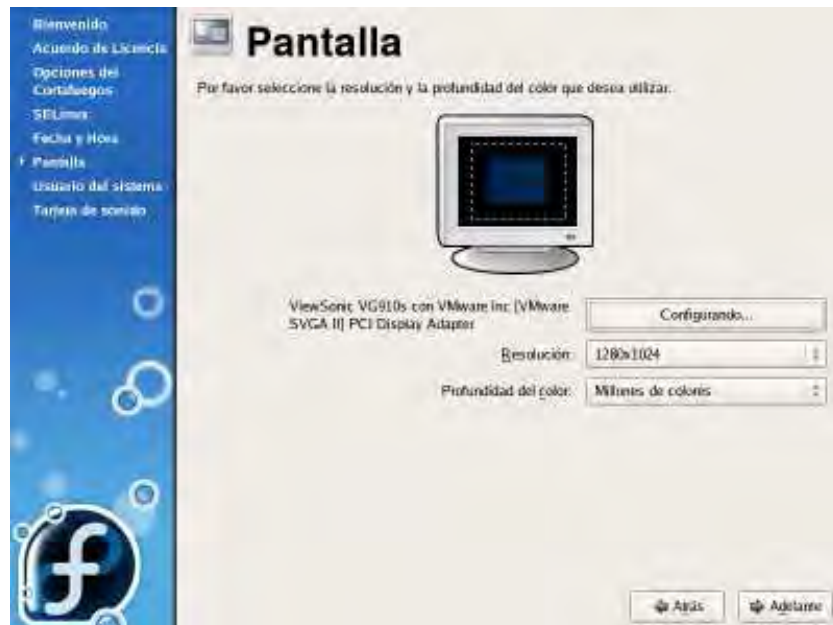 Bienvenido
Acuerdo de Licencia
Opciones del
Cortafuegos
SELinux
Fecha y Hora
Pantalla
Usuario del sistema
Tarjeta de sonido
Pantalla
Por favor seleccione la resolución y la profundidad del color que desea utilizar.
ViewSonic VG910s con VMware Inc [VMware
SVGA II] PCI Display Adapter
Configurando...
Resolución:
1280x1024
Profundidad del color:
Millones de colores
Atrás
Adelante